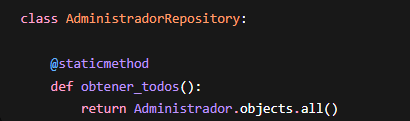 class AdministradorRepository:
    @staticmethod
    def obtener_todos():
        return Administrador.objects.all()